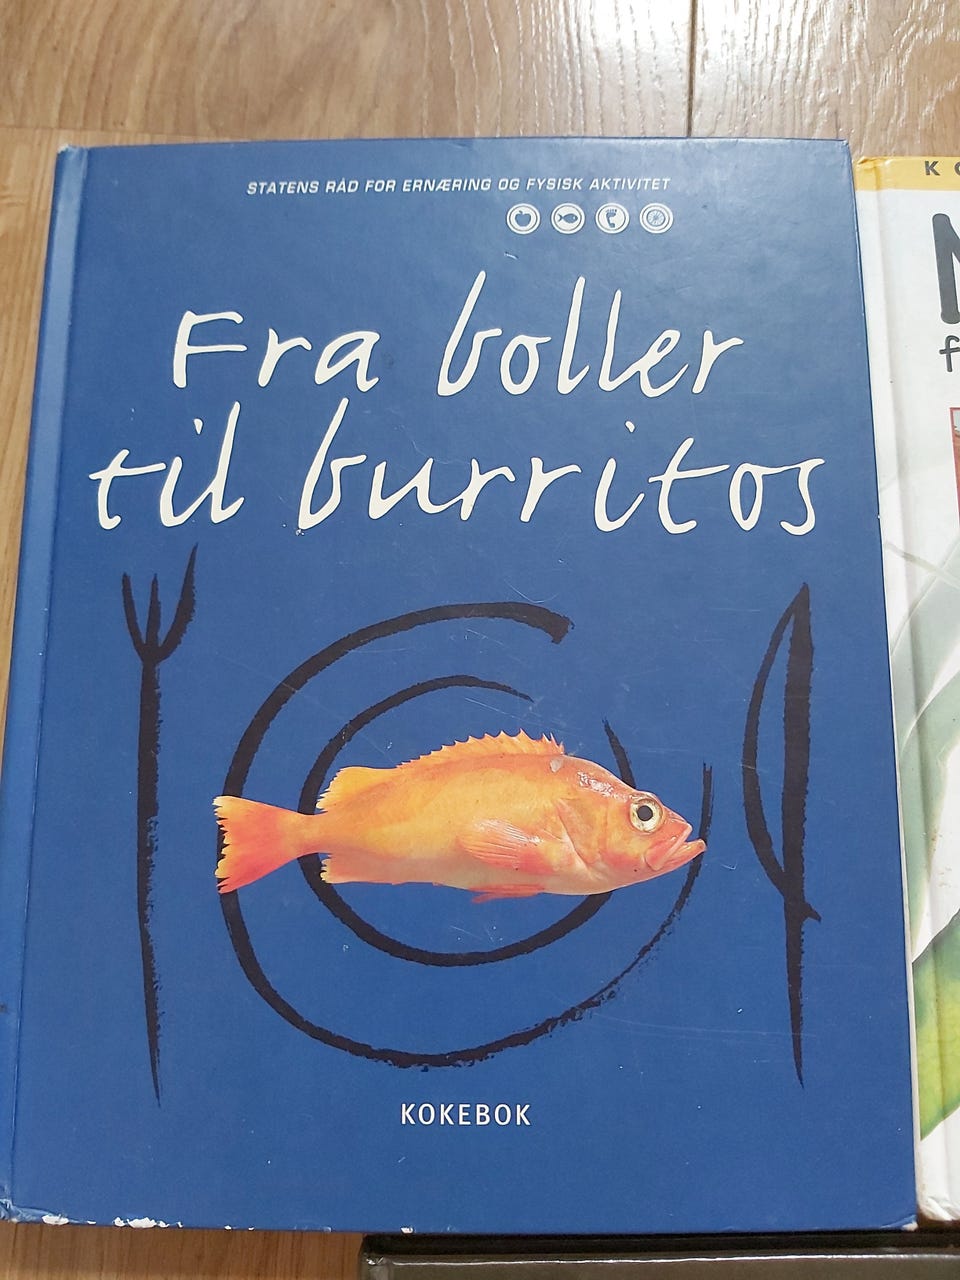 STATENS RÅD FOR ERNÆRING OG FYSISK AKTIVITET
Fra boller
til burritos
KOKEBOK